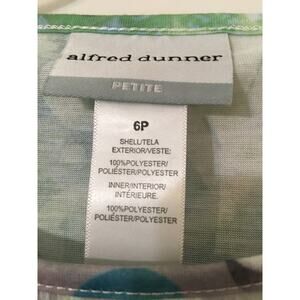 alfred dunner
PETITE
6P
SHELL/TELA
EXTERIOR/VESTE:
100%POLYESTER/
POLIÉSTER/POLYESTER
INNER/INTERIOR/
INTÉRIEURE.
100%POLYESTER/
POLIÉSTER/POLYESTER